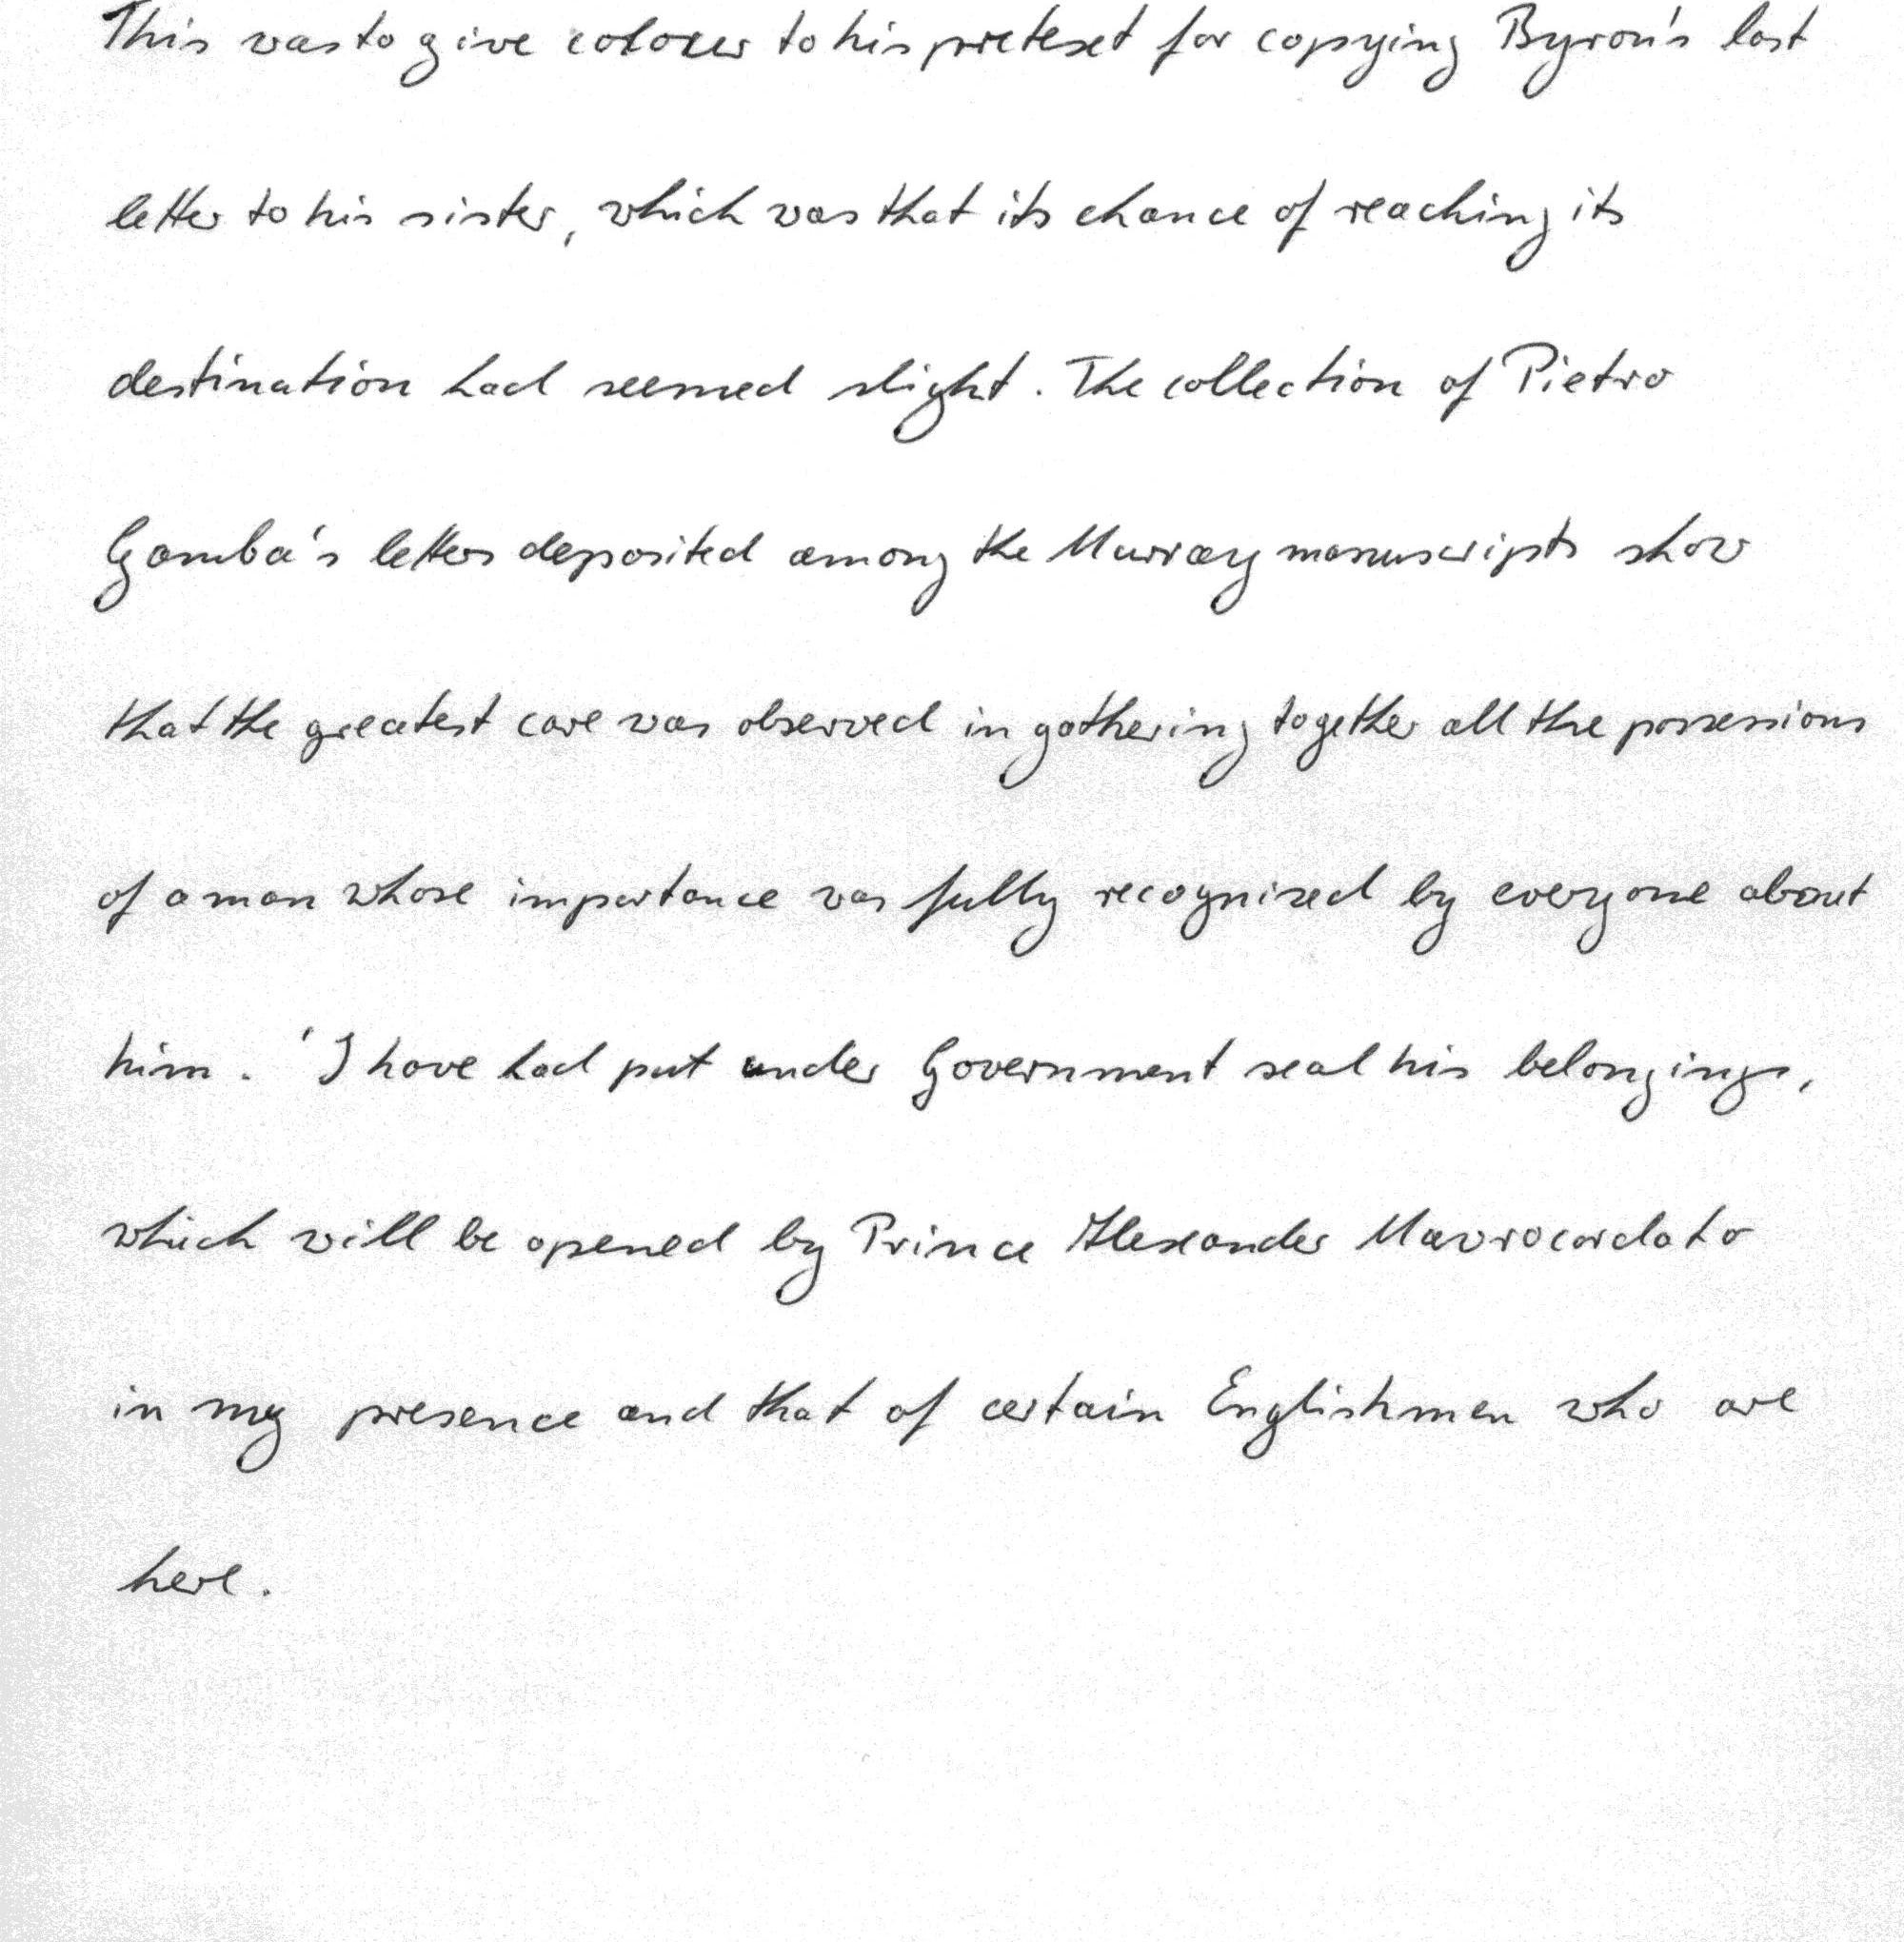 This was to give colour to his pretext for copying Byron's last
letter to his sister, which was that its chance of reaching its
destination had seemed slight. The collection of Pietro
Gamba's letters deposited among the Murray manuscripts show
that the greatest care was observed in gathering together all the possessions
of a man whose importance was fully recognised by everyone about
him. 'I have had put under Government seal his belongings,
which will be opened by Prince Alexander Mavrocordato
in my presence and that of certain Englishmen who are
here.